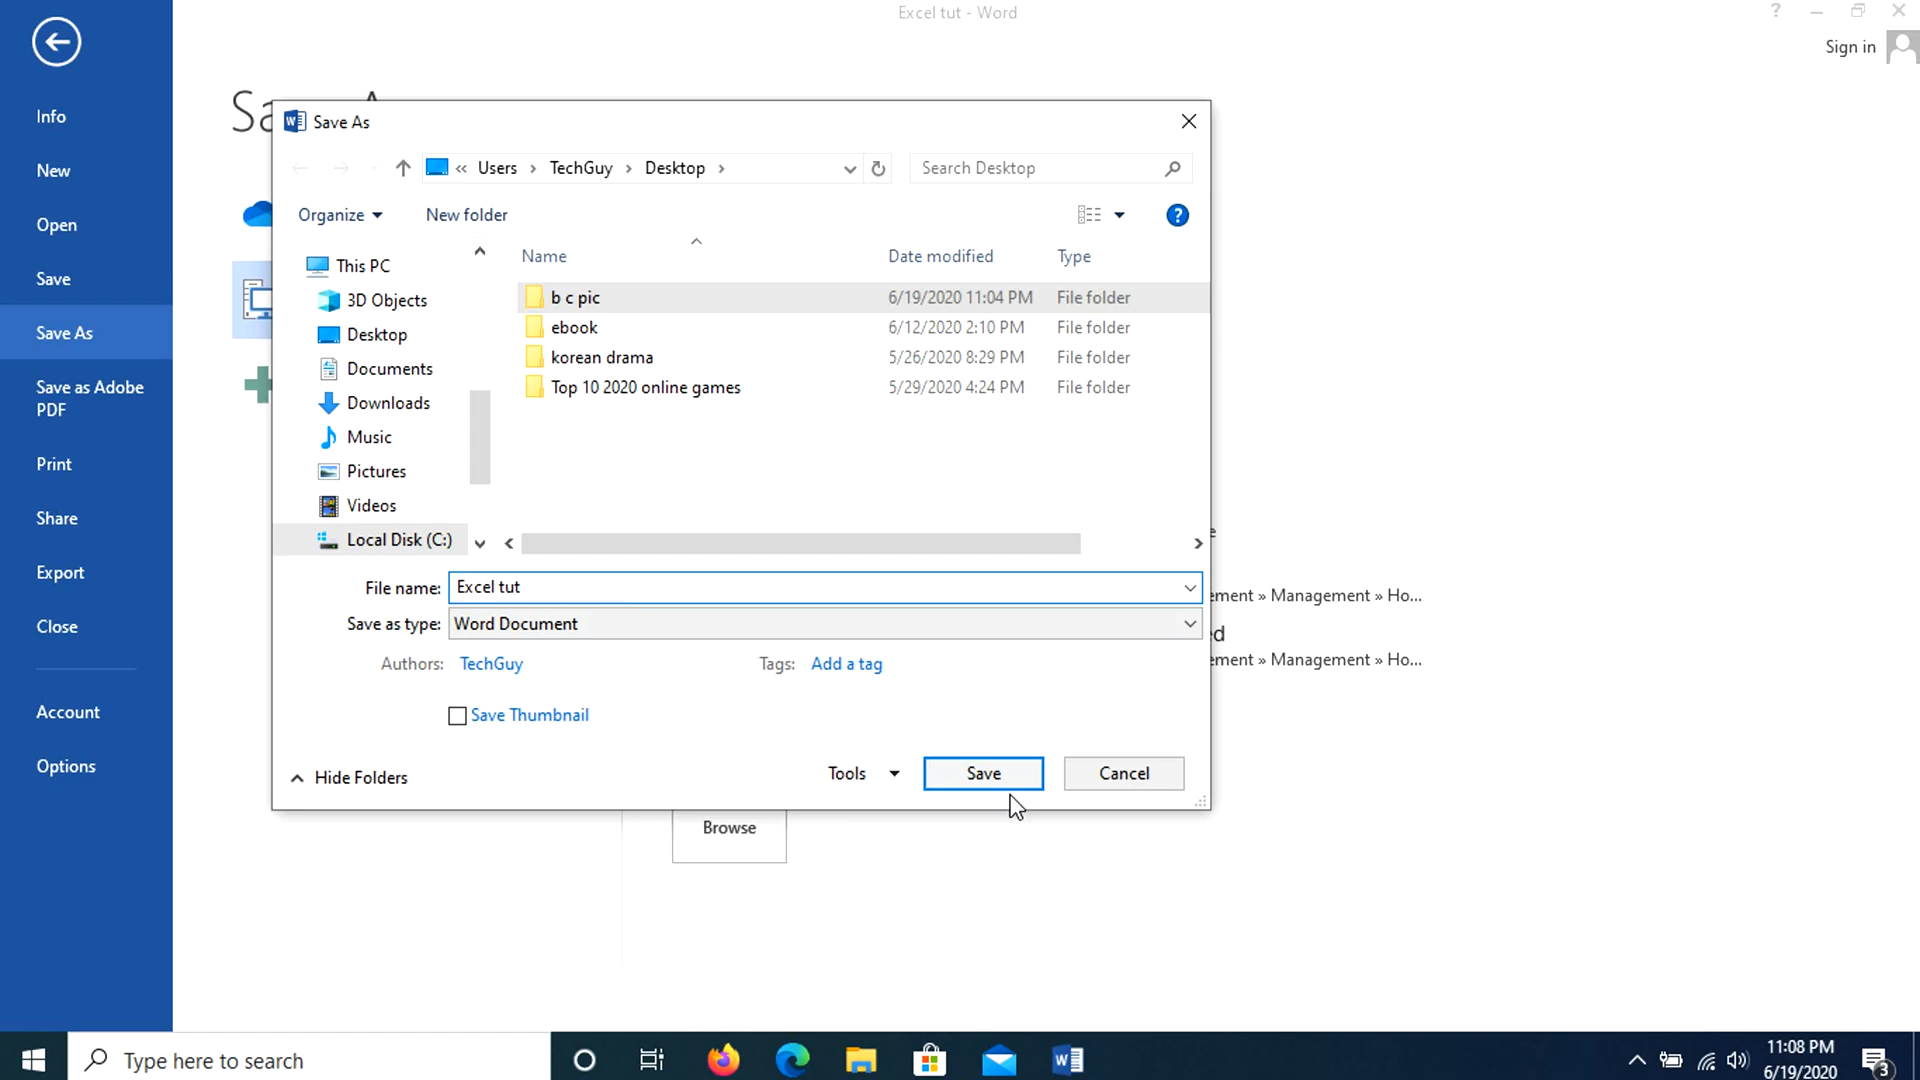 Excel tut - Word
Sign in
Info
New
Open
Save
Save As
Save as Adobe
PDF
Print
Share
Export
Close
Account
Options
Save As
« Users > TechGuy > Desktop >
Search Desktop
Organize
New folder
Name Date modified Type
This PC
3D Objects
Desktop
Documents
Downloads
Music
Pictures
Videos
Local Disk (C:)
b c pic 6/19/2020 11:04 PM File folder
ebook 6/12/2020 2:10 PM File folder
korean drama 5/26/2020 8:29 PM File folder
Top 10 2020 online games 5/29/2020 4:24 PM File folder
File name: Excel tut
Save as type: Word Document
Authors: TechGuy Tags: Add a tag
Save Thumbnail
Hide Folders
Tools
Save
Cancel
ement » Management » Ho...
ement » Management » Ho...
Browse
Type here to search
11:08 PM
6/19/2020
3